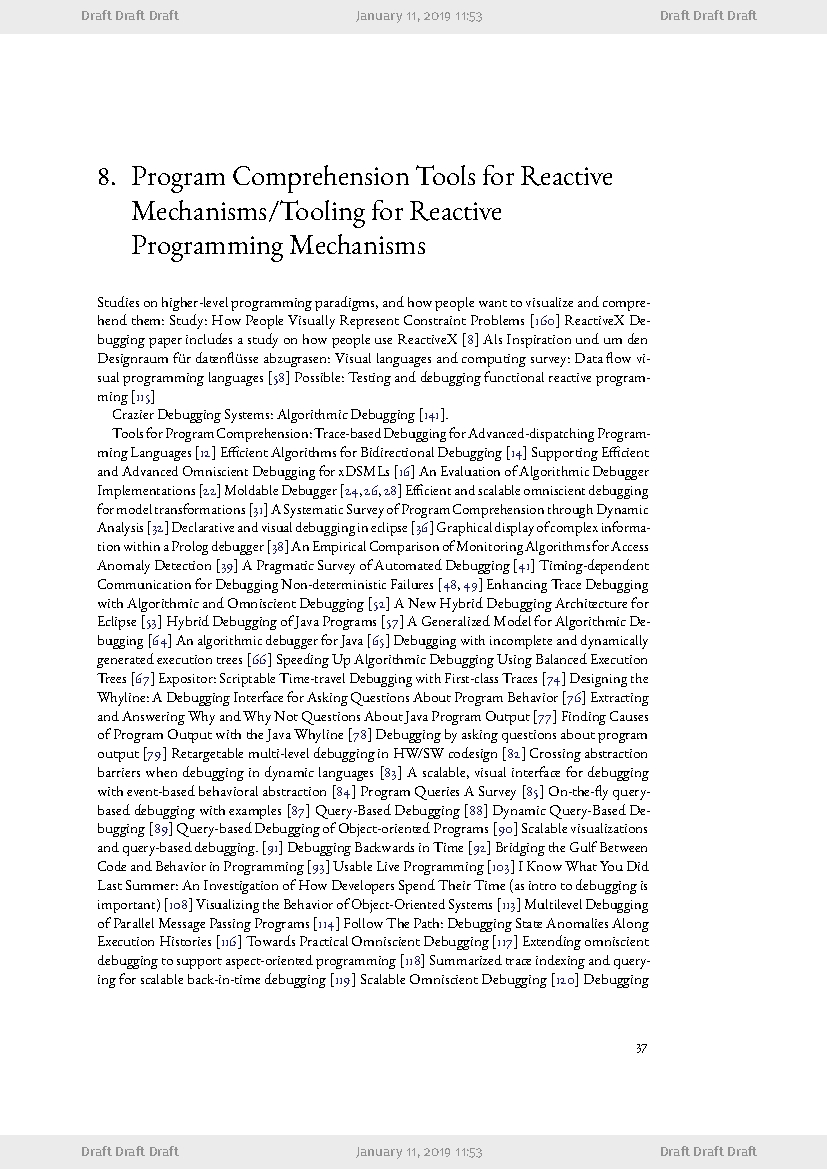 Draft Draft Draft January 11, 2019 11:53 Draft Draft Draft
8. Program Comprehension Tools for Reactive
Mechanisms/Tooling for Reactive
Programming Mechanisms
Studies on higher-level programming paradigms, and how people want to visualize and compre-
hend them: Study: How People Visually Represent Constraint Problems [160] ReactiveX De-
bugging paper includes a study on how people use ReactiveX [8] Als Inspiration und um den
Designraum für datenflüsse abzugrasen: Visual languages and computing survey: Data flow vi-
sual programming languages [58] Possible: Testing and debugging functional reactive program-
ming [115]
Crazier Debugging Systems: Algorithmic Debugging [141].
Tools for Program Comprehension: Trace-based Debugging for Advanced-dispatching Program-
ming Languages [12] Efficient Algorithms for Bidirectional Debugging [14] Supporting Efficient
and Advanced Omniscient Debugging for xDSMLs [16] An Evaluation of Algorithmic Debugger
Implementations [22] Moldable Debugger [24, 26, 28] Efficient and scalable omniscient debugging
for model transformations [31] A Systematic Survey of Program Comprehension through Dynamic
Analysis [32] Declarative and visual debugging in eclipse [36] Graphical display of complex informa-
tion within a Prolog debugger [38] An Empirical Comparison of Monitoring Algorithms for Access
Anomaly Detection [39] A Pragmatic Survey of Automated Debugging [41] Timing-dependent
Communication for Debugging Non-deterministic Failures [48, 49] Enhancing Trace Debugging
with Algorithmic and Omniscient Debugging [52] A New Hybrid Debugging Architecture for
Eclipse [53] Hybrid Debugging of Java Programs [57] A Generalized Model for Algorithmic De-
bugging [64] An algorithmic debugger for Java [65] Debugging with incomplete and dynamically
generated execution trees [66] Speeding Up Algorithmic Debugging Using Balanced Execution
Trees [67] Expositor: Scriptable Time-travel Debugging with First-class Traces [74] Designing the
Whyline: A Debugging Interface for Asking Questions About Program Behavior [76] Extracting
and Answering Why and Why Not Questions About Java Program Output [77] Finding Causes
of Program Output with the Java Whyline [78] Debugging by asking questions about program
output [79] Retargetable multi-level debugging in HW/SW codesign [82] Crossing abstraction
barriers when debugging in dynamic languages [83] A scalable, visual interface for debugging
with event-based behavioral abstraction [84] Program Queries A Survey [85] On-the-fly query-
based debugging with examples [87] Query-Based Debugging [88] Dynamic Query-Based De-
bugging [89] Query-based Debugging of Object-oriented Programs [90] Scalable visualizations
and query-based debugging. [91] Debugging Backwards in Time [92] Bridging the Gulf Between
Code and Behavior in Programming [93] Usable Live Programming [103] I Know What You Did
Last Summer: An Investigation of How Developers Spend Their Time (as intro to debugging is
important) [108] Visualizing the Behavior of Object-Oriented Systems [113] Multilevel Debugging
of Parallel Message Passing Programs [114] Follow The Path: Debugging State Anomalies Along
Execution Histories [116] Towards Practical Omniscient Debugging [117] Extending omniscient
debugging to support aspect-oriented programming [118] Summarized trace indexing and query-
ing for scalable back-in-time debugging [119] Scalable Omniscient Debugging [120] Debugging
37
Draft Draft Draft January 11, 2019 11:53 Draft Draft Draft